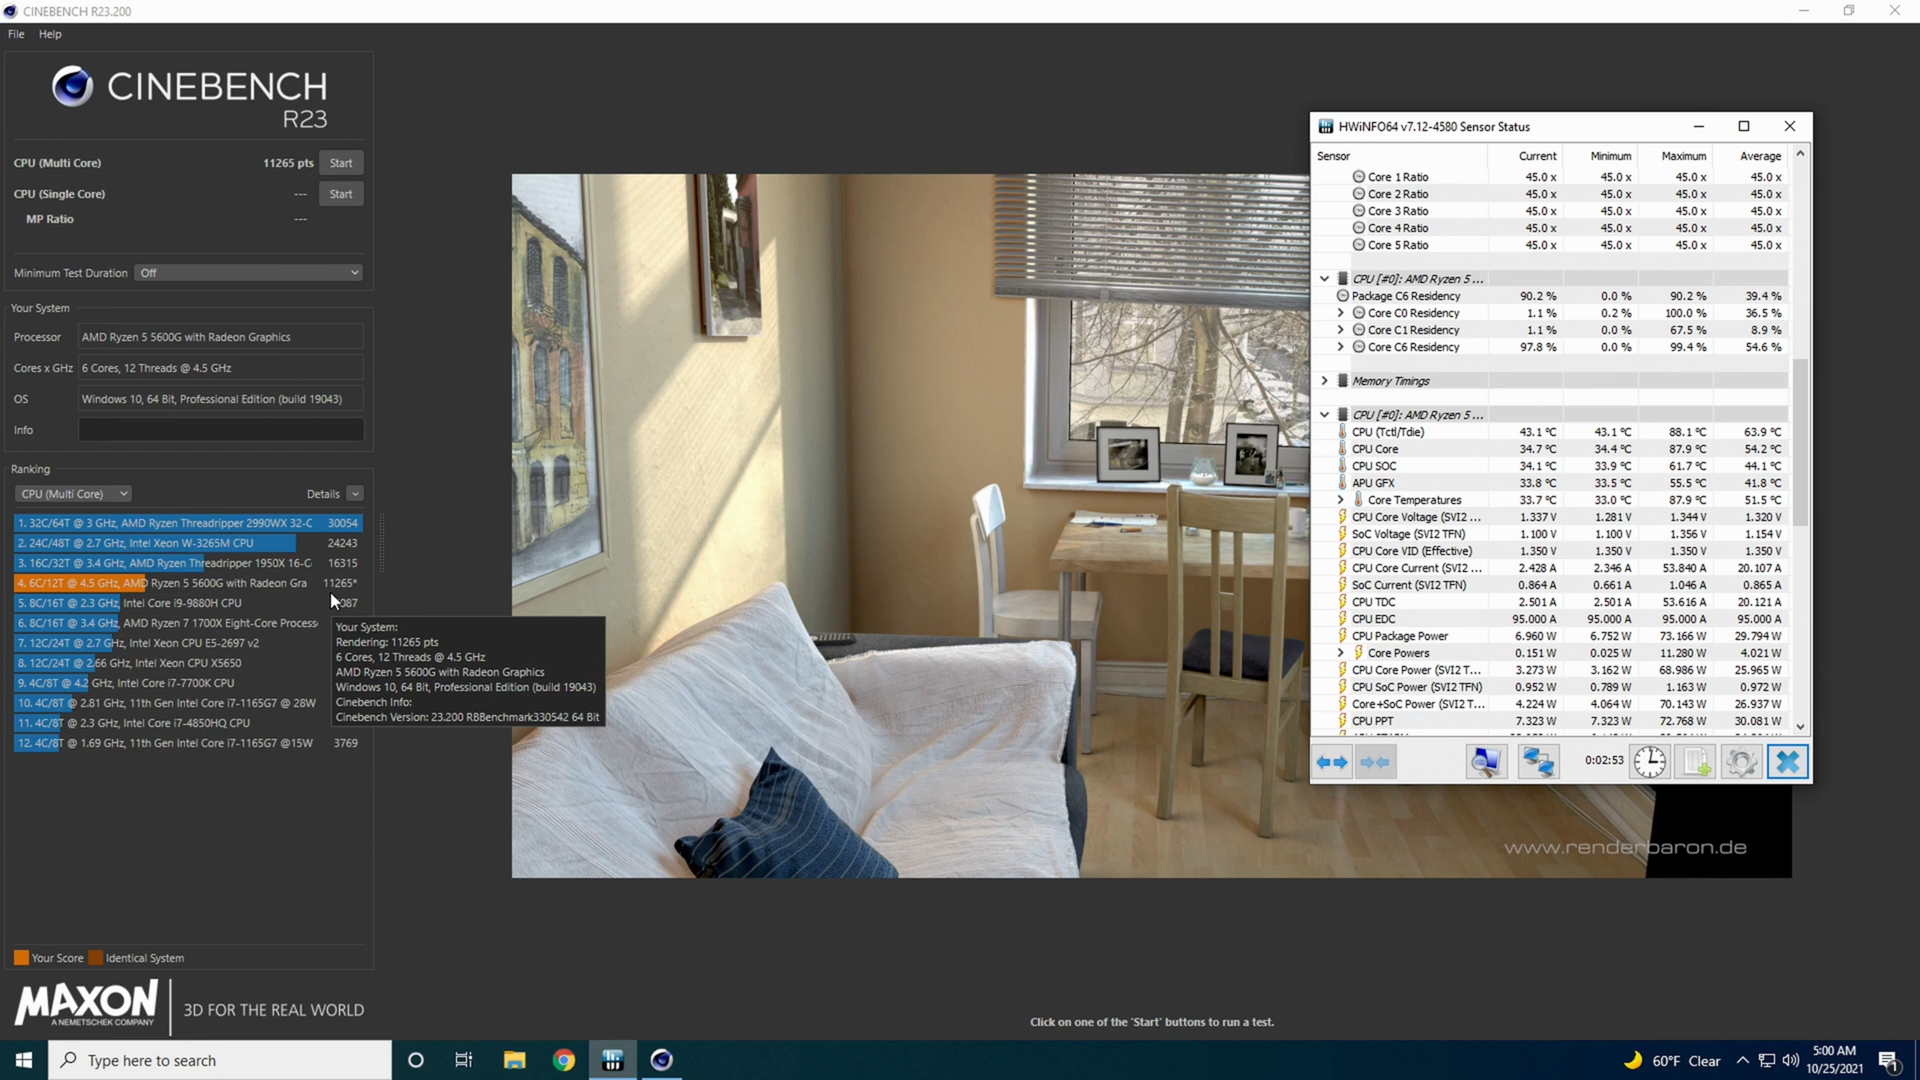 CINEBENCH R23.200
File Help
CINEBENCH
R23
CPU (Multi Core) 11265 pts Start
CPU (Single Core) --- Start
MP Ratio ---
Minimum Test Duration Off
Your System
Processor AMD Ryzen 5 5600G with Radeon Graphics
Cores x GHz 6 Cores, 12 Threads @ 4.5 GHz
OS Windows 10, 64 Bit, Professional Edition (build 19043)
Info
Ranking
CPU (Multi Core) Details
1. 32C/64T @ 3 GHz, AMD Ryzen Threadripper 2990WX 32-C 30054
2. 24C/48T @ 2.7 GHz, Intel Xeon W-3265M CPU 24243
3. 16C/32T @ 3.4 GHz, AMD Ryzen Threadripper 1950X 16-C 16315
4. 6C/12T @ 4.5 GHz, AMD Ryzen 5 5600G with Radeon Gra 11265*
5. 8C/16T @ 2.3 GHz, Intel Core i9-9880H CPU 087
6. 8C/16T @ 3.4 GHz, AMD Ryzen 7 1700X Eight-Core Process
7. 12C/24T @ 2.7 GHz, Intel Xeon CPU E5-2697 v2
8. 12C/24T @ 2.66 GHz, Intel Xeon CPU X5650
9. 4C/8T @ 4.2 GHz, Intel Core i7-7700K CPU
10. 4C/8T @ 2.81 GHz, 11th Gen Intel Core i7-1165G7 @ 28W
11. 4C/8T @ 2.3 GHz, Intel Core i7-4850HQ CPU
12. 4C/8T @ 1.69 GHz, 11th Gen Intel Core i7-1165G7 @15W 3769
Your System:
Rendering: 11265 pts
6 Cores, 12 Threads @ 4.5 GHz
AMD Ryzen 5 5600G with Radeon Graphics
Windows 10, 64 Bit, Professional Edition (build 19043)
Cinebench Info:
Cinebench Version: 23.200 RBBenchmark330542 64 Bit
Your Score Identical System
MAXON
A NEMETSCHEK COMPANY
3D FOR THE REAL WORLD
www.renderbaron.de
Click on one of the 'Start' buttons to run a test.
HWiNFO64 v7.12-4580 Sensor Status
Sensor Current Minimum Maximum Average
Core 1 Ratio 45.0 x 45.0 x 45.0 x 45.0 x
Core 2 Ratio 45.0 x 45.0 x 45.0 x 45.0 x
Core 3 Ratio 45.0 x 45.0 x 45.0 x 45.0 x
Core 4 Ratio 45.0 x 45.0 x 45.0 x 45.0 x
Core 5 Ratio 45.0 x 45.0 x 45.0 x 45.0 x
CPU [#0]: AMD Ryzen 5 ...
Package C6 Residency 90.2 % 0.0 % 90.2 % 39.4 %
Core C0 Residency 1.1 % 0.2 % 100.0 % 36.5 %
Core C1 Residency 1.1 % 0.0 % 67.5 % 8.9 %
Core C6 Residency 97.8 % 0.0 % 99.4 % 54.6 %
Memory Timings
CPU [#0]: AMD Ryzen 5 ...
CPU (Tctl/Tdie) 43.1 °C 43.1 °C 88.1 °C 63.9 °C
CPU Core 34.7 °C 34.4 °C 87.9 °C 54.2 °C
CPU SOC 34.1 °C 33.9 °C 61.7 °C 44.1 °C
APU GFX 33.8 °C 33.5 °C 55.5 °C 41.8 °C
Core Temperatures 33.7 °C 33.0 °C 87.9 °C 51.5 °C
CPU Core Voltage (SVI2 ... 1.337 V 1.281 V 1.344 V 1.320 V
SoC Voltage (SVI2 TFN) 1.100 V 1.100 V 1.356 V 1.154 V
CPU Core VID (Effective) 1.350 V 1.350 V 1.350 V 1.350 V
CPU Core Current (SVI2 ... 2.428 A 2.346 A 53.840 A 20.107 A
SoC Current (SVI2 TFN) 0.864 A 0.661 A 1.046 A 0.865 A
CPU TDC 2.501 A 2.501 A 53.616 A 20.121 A
CPU EDC 95.000 A 95.000 A 95.000 A 95.000 A
CPU Package Power 6.960 W 6.752 W 73.166 W 29.794 W
Core Powers 0.151 W 0.025 W 11.280 W 4.021 W
CPU Core Power (SVI2 T... 3.273 W 3.162 W 68.986 W 25.965 W
CPU SoC Power (SVI2 TFN) 0.952 W 0.789 W 1.163 W 0.972 W
Core+SoC Power (SVI2 T... 4.224 W 4.064 W 70.143 W 26.937 W
CPU PPT 7.323 W 7.323 W 72.768 W 30.081 W
0:02:53
Type here to search
60°F Clear
5:00 AM
10/25/2021
1